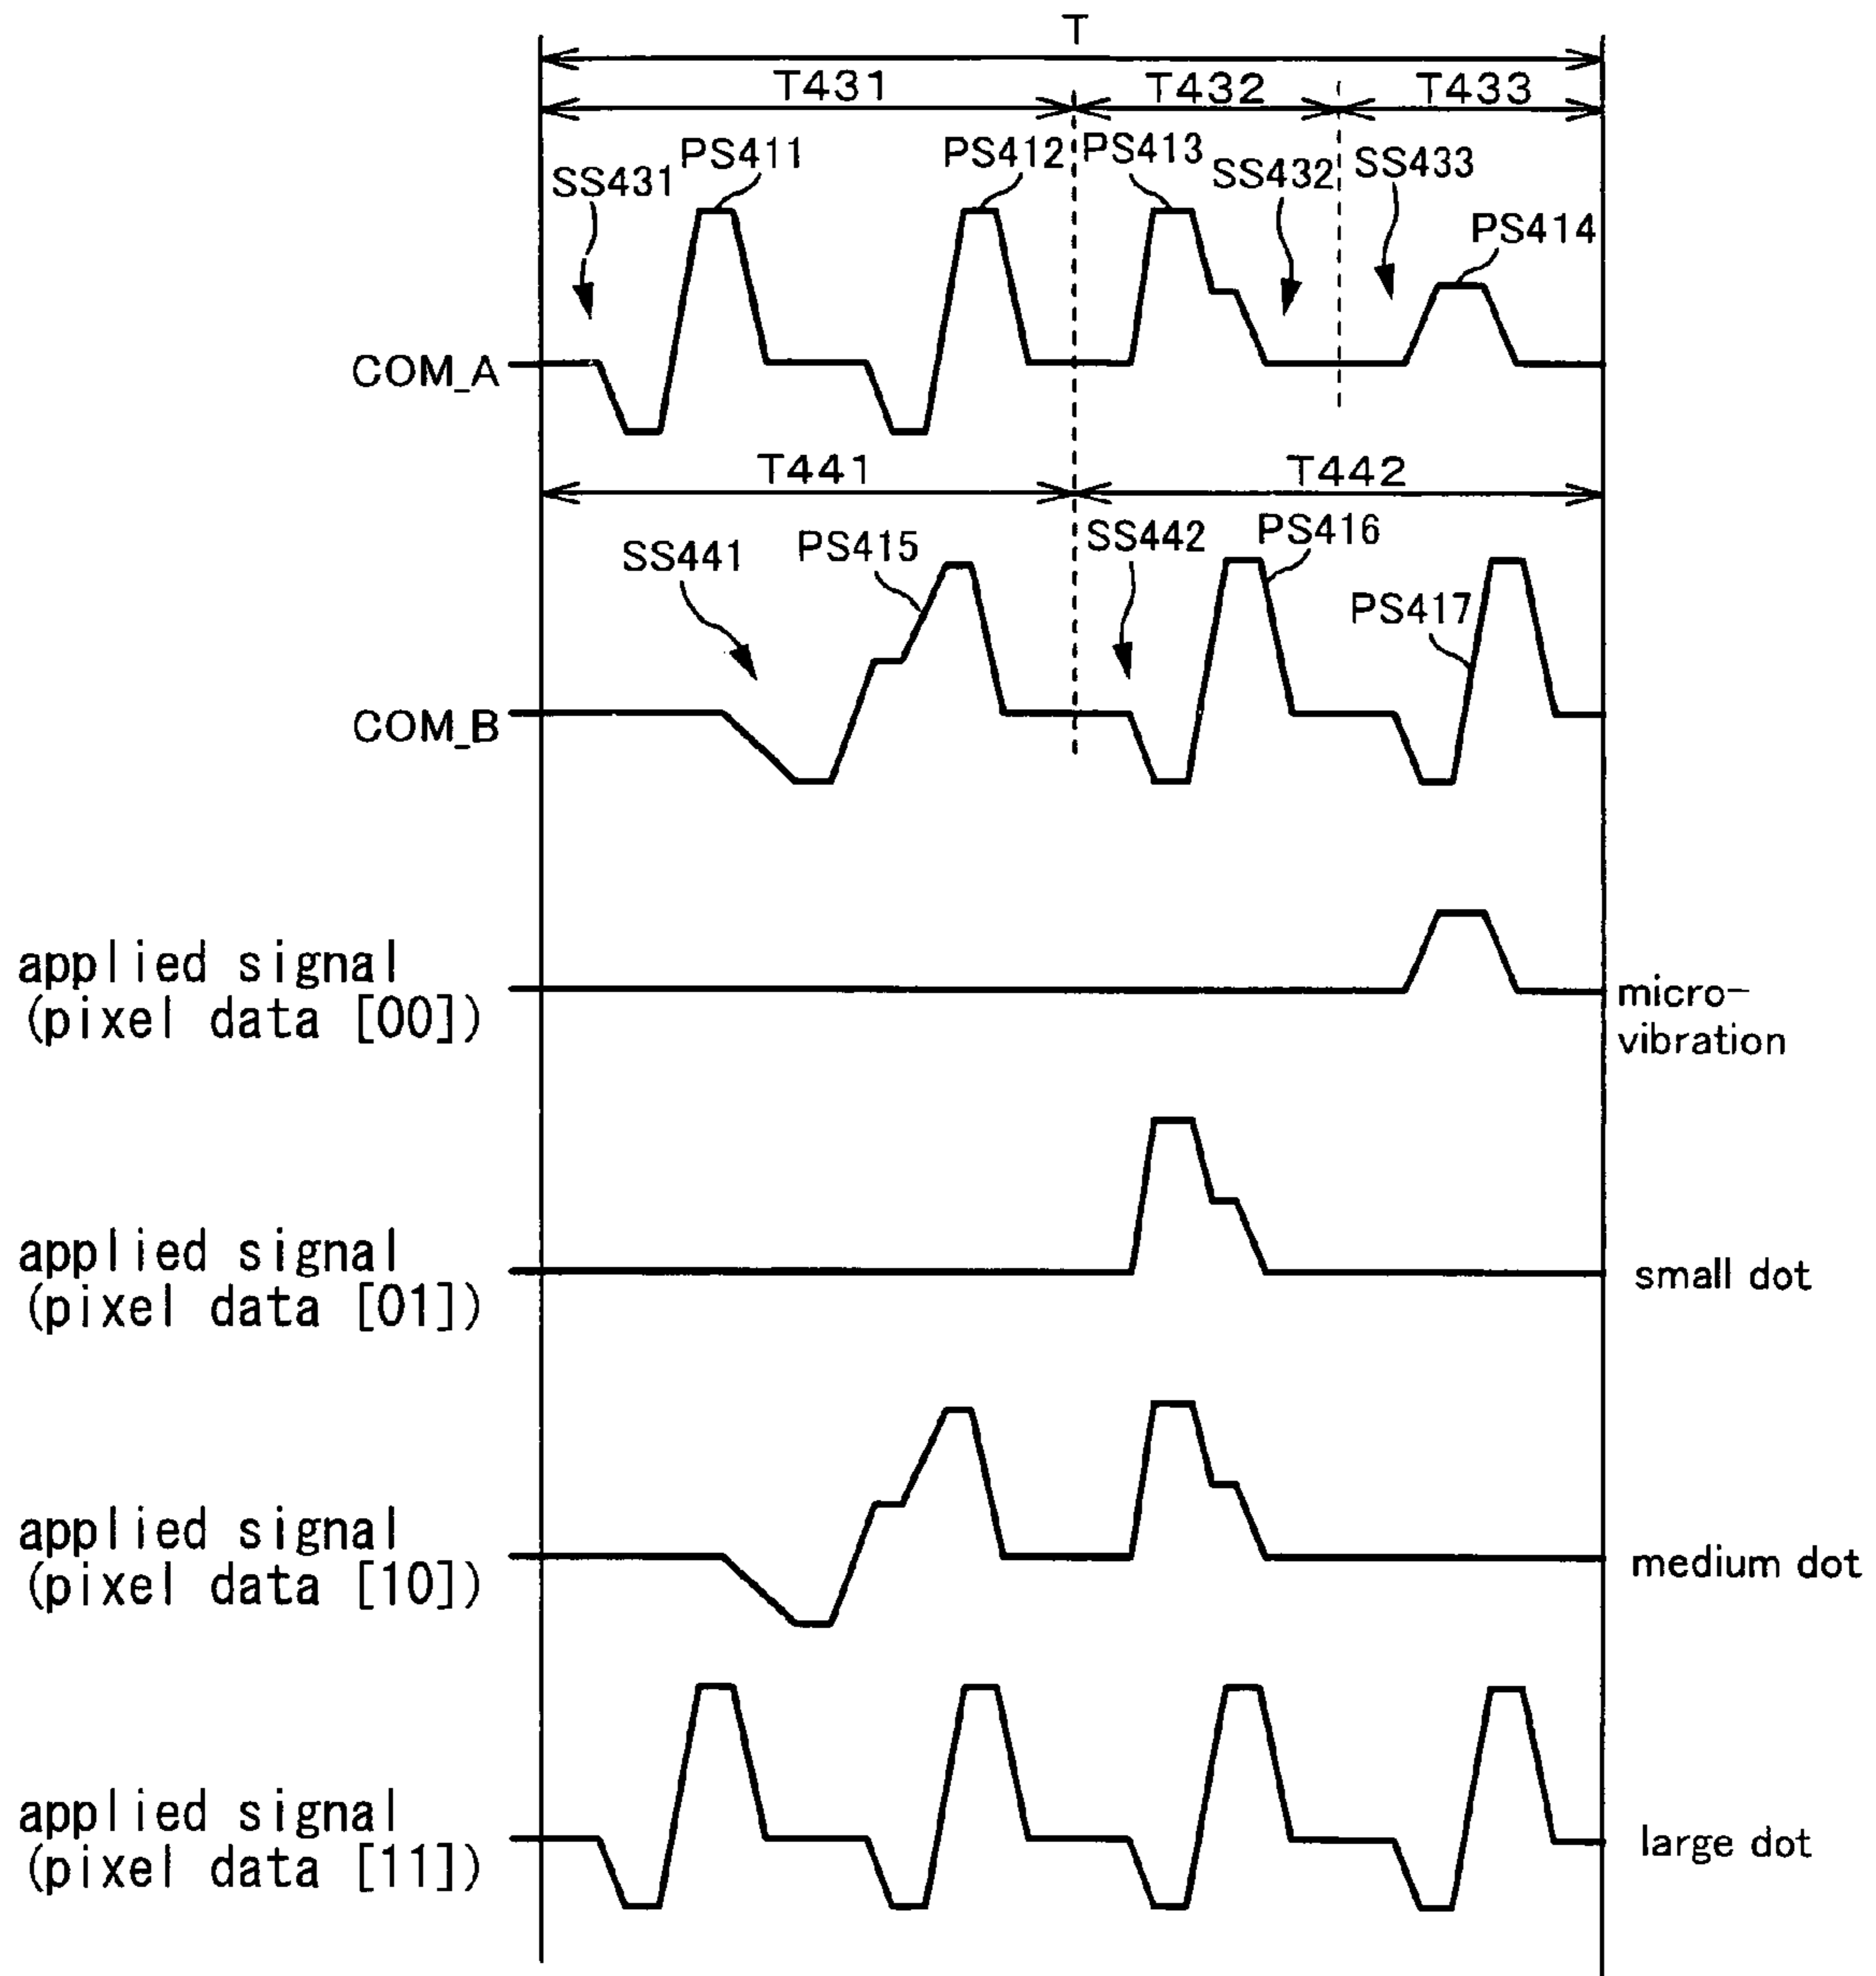 T
T431 T432 T433
SS431 PS411 PS412 PS413 SS432 SS433 PS414
COM_A
T441 T442
SS441 PS415 SS442 PS416 PS417
COM_B
applied signal
(pixel data [00])
micro-
vibration
applied signal
(pixel data [01])
small dot
applied signal
(pixel data [10])
medium dot
applied signal
(pixel data [11])
large dot